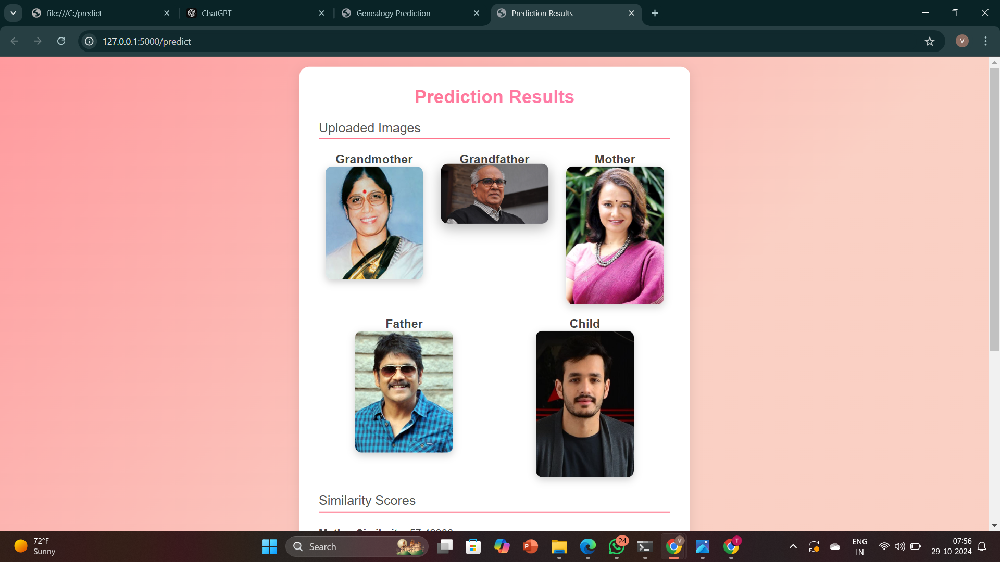 file:///C:/predict
ChatGPT
Genealogy Prediction
Prediction Results
127.0.0.1:5000/predict
V
Prediction Results
Uploaded Images
Grandmother
Grandfather
Mother
Father
Child
Similarity Scores
72°F
Sunny
Search
P
24
V
T
ENG
IN
07:56
29-10-2024